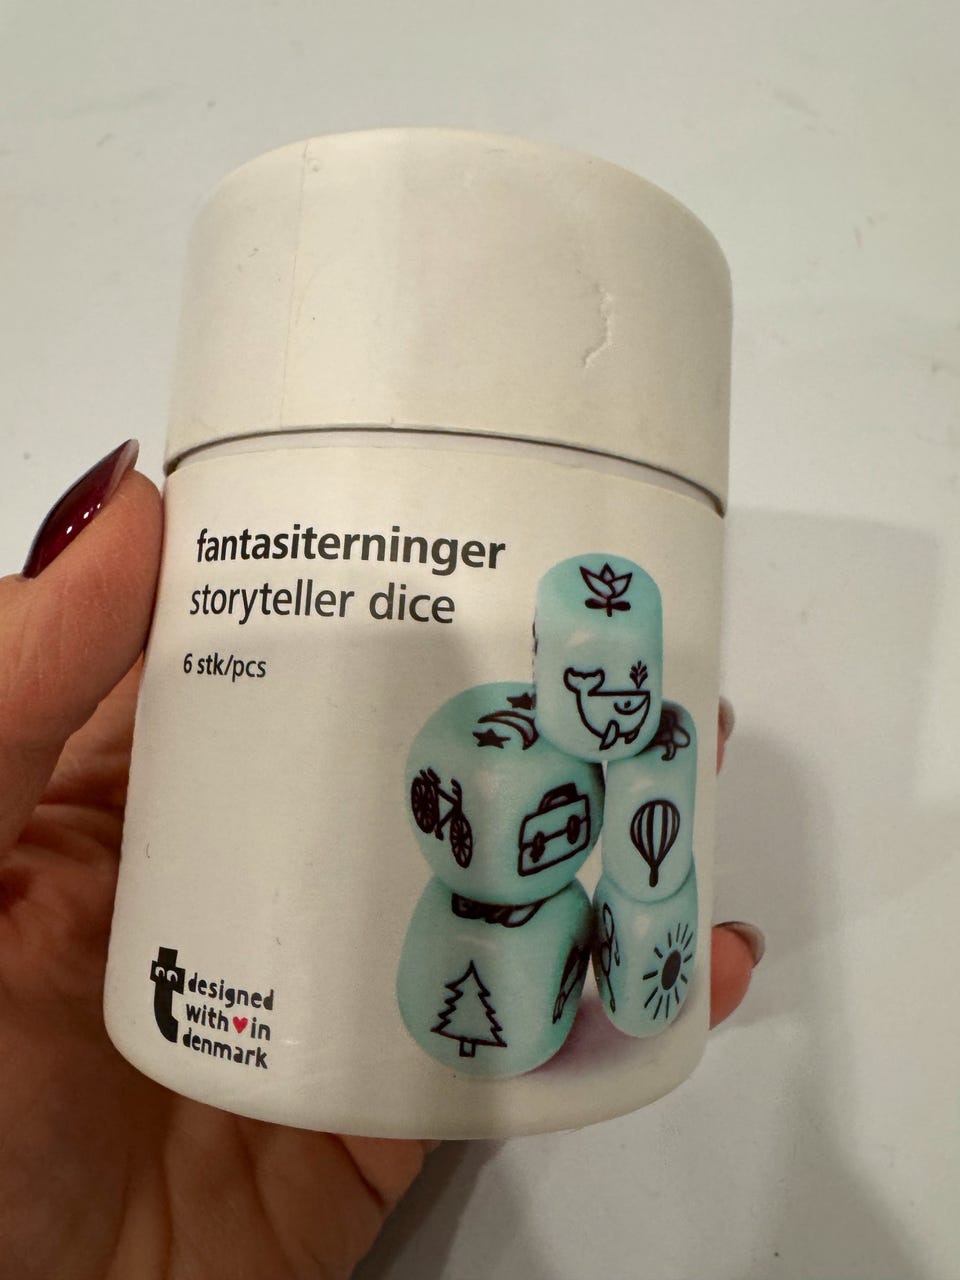 fantasiterninger
storyteller dice
6 stk/pcs
t designed
with ♥ in
denmark